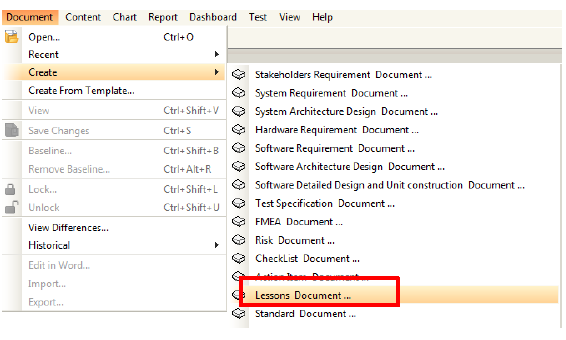 Document Content Chart Report Dashboard Test View Help
Open... Ctrl+O
Recent
Create
Create From Template...
View Ctrl+Shift+V
Save Changes Ctrl+S
Baseline... Ctrl+Shift+B
Remove Baseline... Ctrl+Alt+R
Lock... Ctrl+Shift+L
Unlock Ctrl+Shift+U
View Differences...
Historical
Edit in Word...
Import...
Export...
Stakeholders Requirement Document ...
System Requirement Document ...
System Architecture Design Document ...
Hardware Requirement Document ...
Software Requirement Document ...
Software Architecture Design Document ...
Software Detailed Design and Unit construction Document ...
Test Specification Document ...
FMEA Document ...
Risk Document ...
CheckList Document ...
Action Item Document ...
Lessons Document ...
Standard Document ...